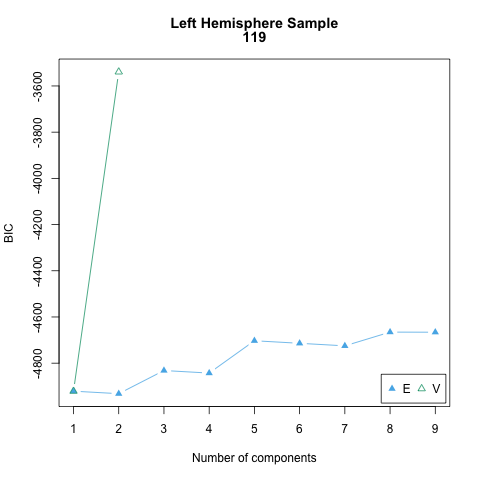 Left Hemisphere Sample
119
BIC
-3600
-3800
-4000
-4200
-4400
-4600
-4800
1 2 3 4 5 6 7 8 9
Number of components
E V